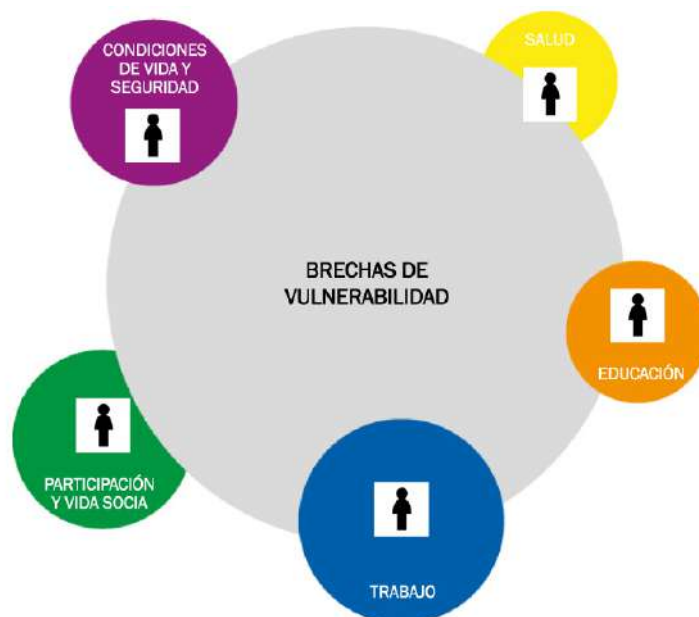 CONDICIONES
DE VIDA Y
SEGURIDAD
SALUD
BRECHAS DE
VULNERABILIDAD
EDUCACIÓN
PARTICIPACIÓN
Y VIDA SOCIA
TRABAJO